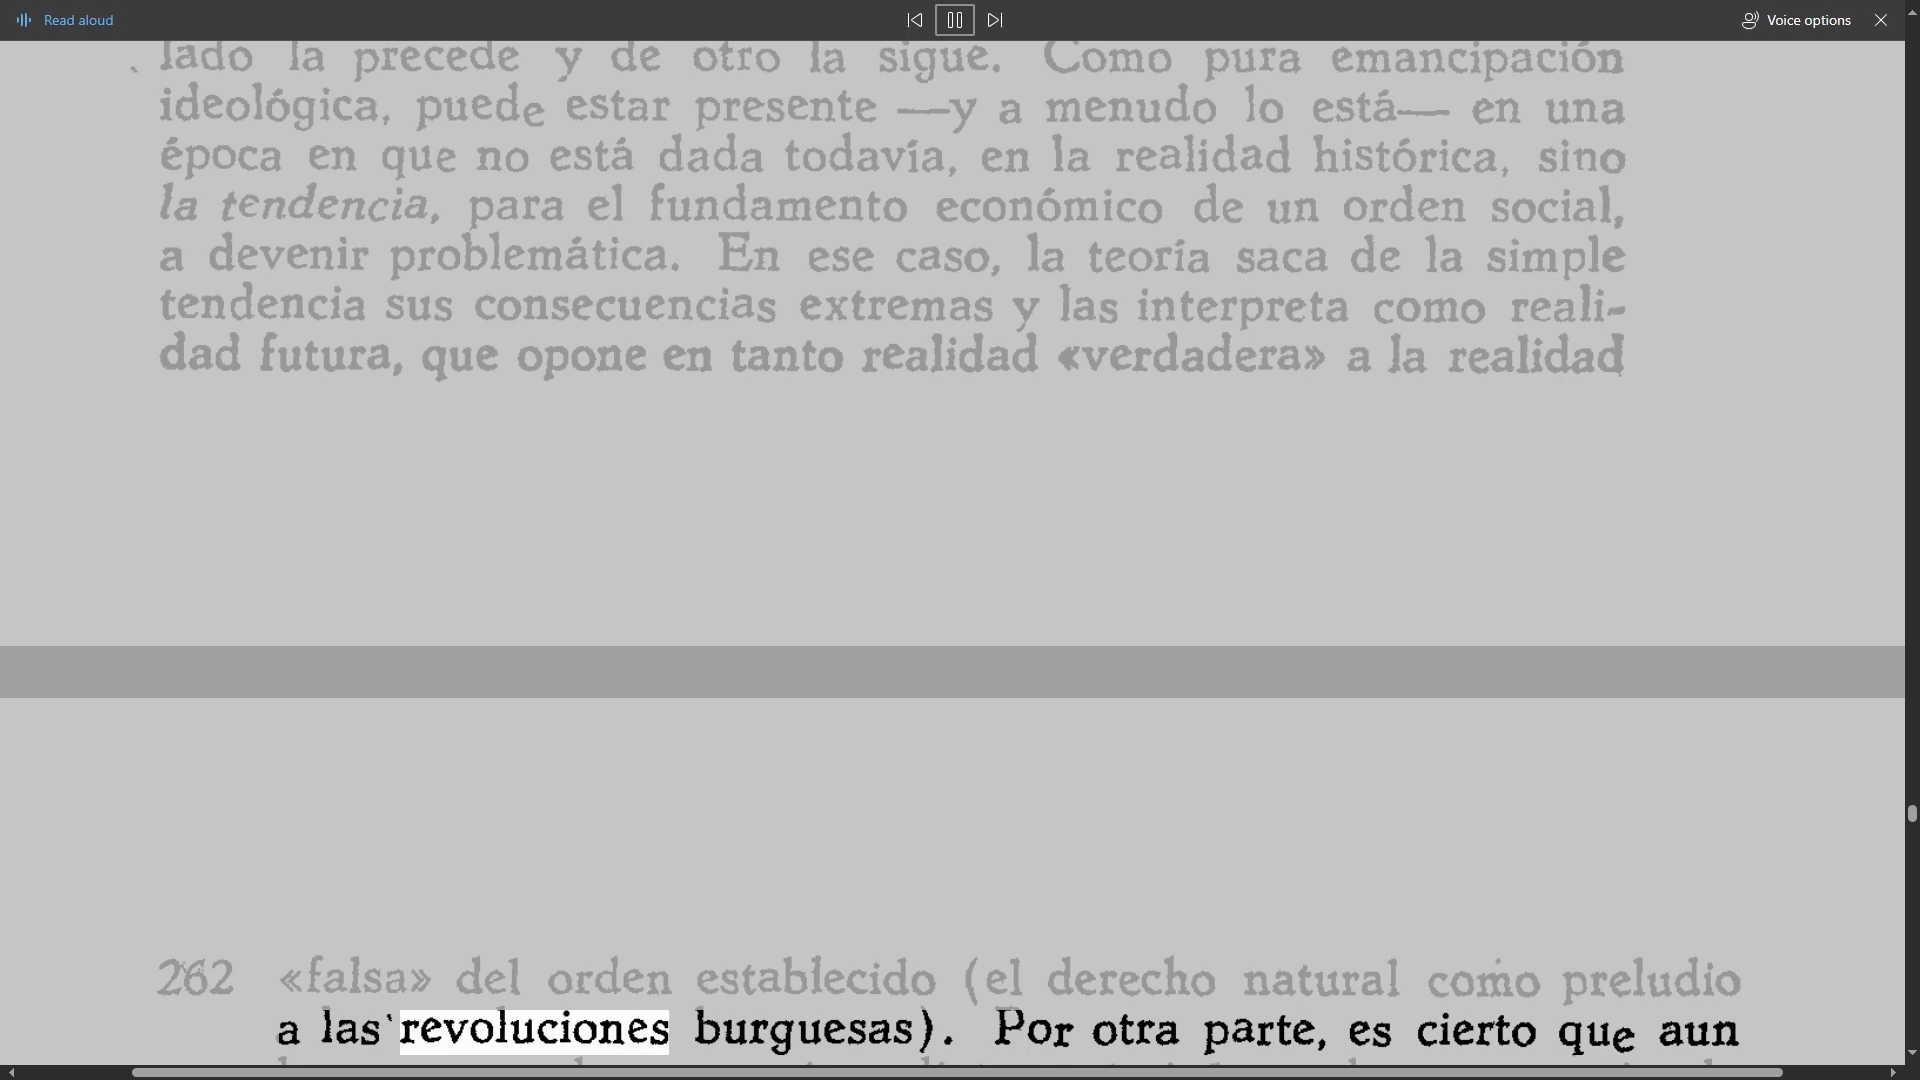 Read aloud
Voice options
lado la precede y de otro la sigue. Como pura emancipación
ideológica, puede estar presente —y a menudo lo está— en una
época en que no está dada todavía, en la realidad histórica, sino
la tendencia, para el fundamento económico de un orden social,
a devenir problemática. En ese caso, la teoría saca de la simple
tendencia sus consecuencias extremas y las interpreta como reali-
dad futura, que opone en tanto realidad «verdadera» a la realidad
262 «falsa» del orden establecido (el derecho natural como preludio
a las revoluciones burguesas). Por otra parte, es cierto que aun